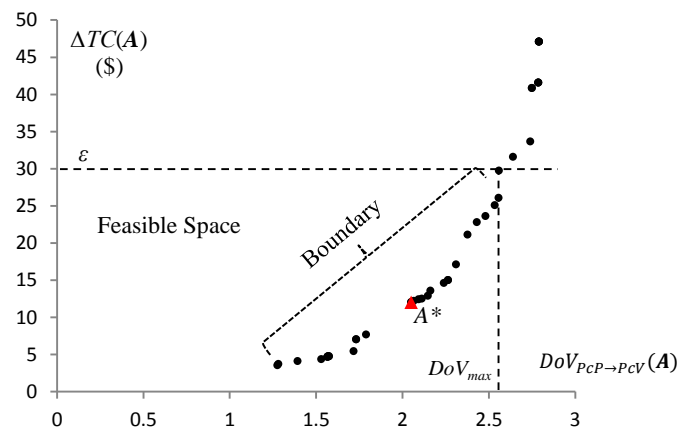 50
45
40
35
30
25
20
15
10
5
0
ΔTC(A)
($)
ε
Feasible Space
Boundary
A*
DoVmax
DoVPcP→PcV(A)
0 0.5 1 1.5 2 2.5 3